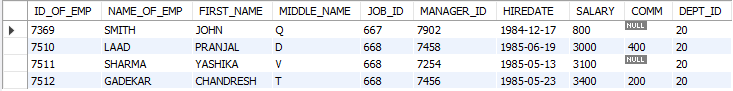 ID_OF_EMP NAME_OF_EMP FIRST_NAME MIDDLE_NAME JOB_ID MANAGER_ID HIREDATE SALARY COMM DEPT_ID
7369 SMITH JOHN Q 667 7902 1984-12-17 800 NULL 20
7510 LAAD PRANJAL D 668 7458 1985-06-19 3000 400 20
7511 SHARMA YASHIKA V 668 7254 1985-05-13 3100 NULL 20
7512 GADEKAR CHANDRESH T 668 7456 1985-05-23 3400 200 20